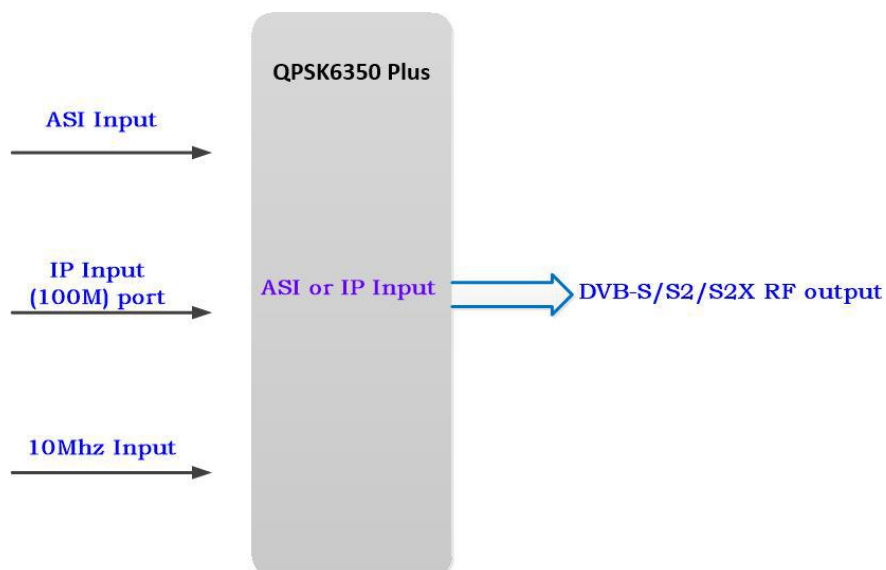 QPSK6350 Plus
ASI Input
IP Input
(100M) port
ASI or IP Input
DVB-S/S2/S2X RF output
10Mhz Input